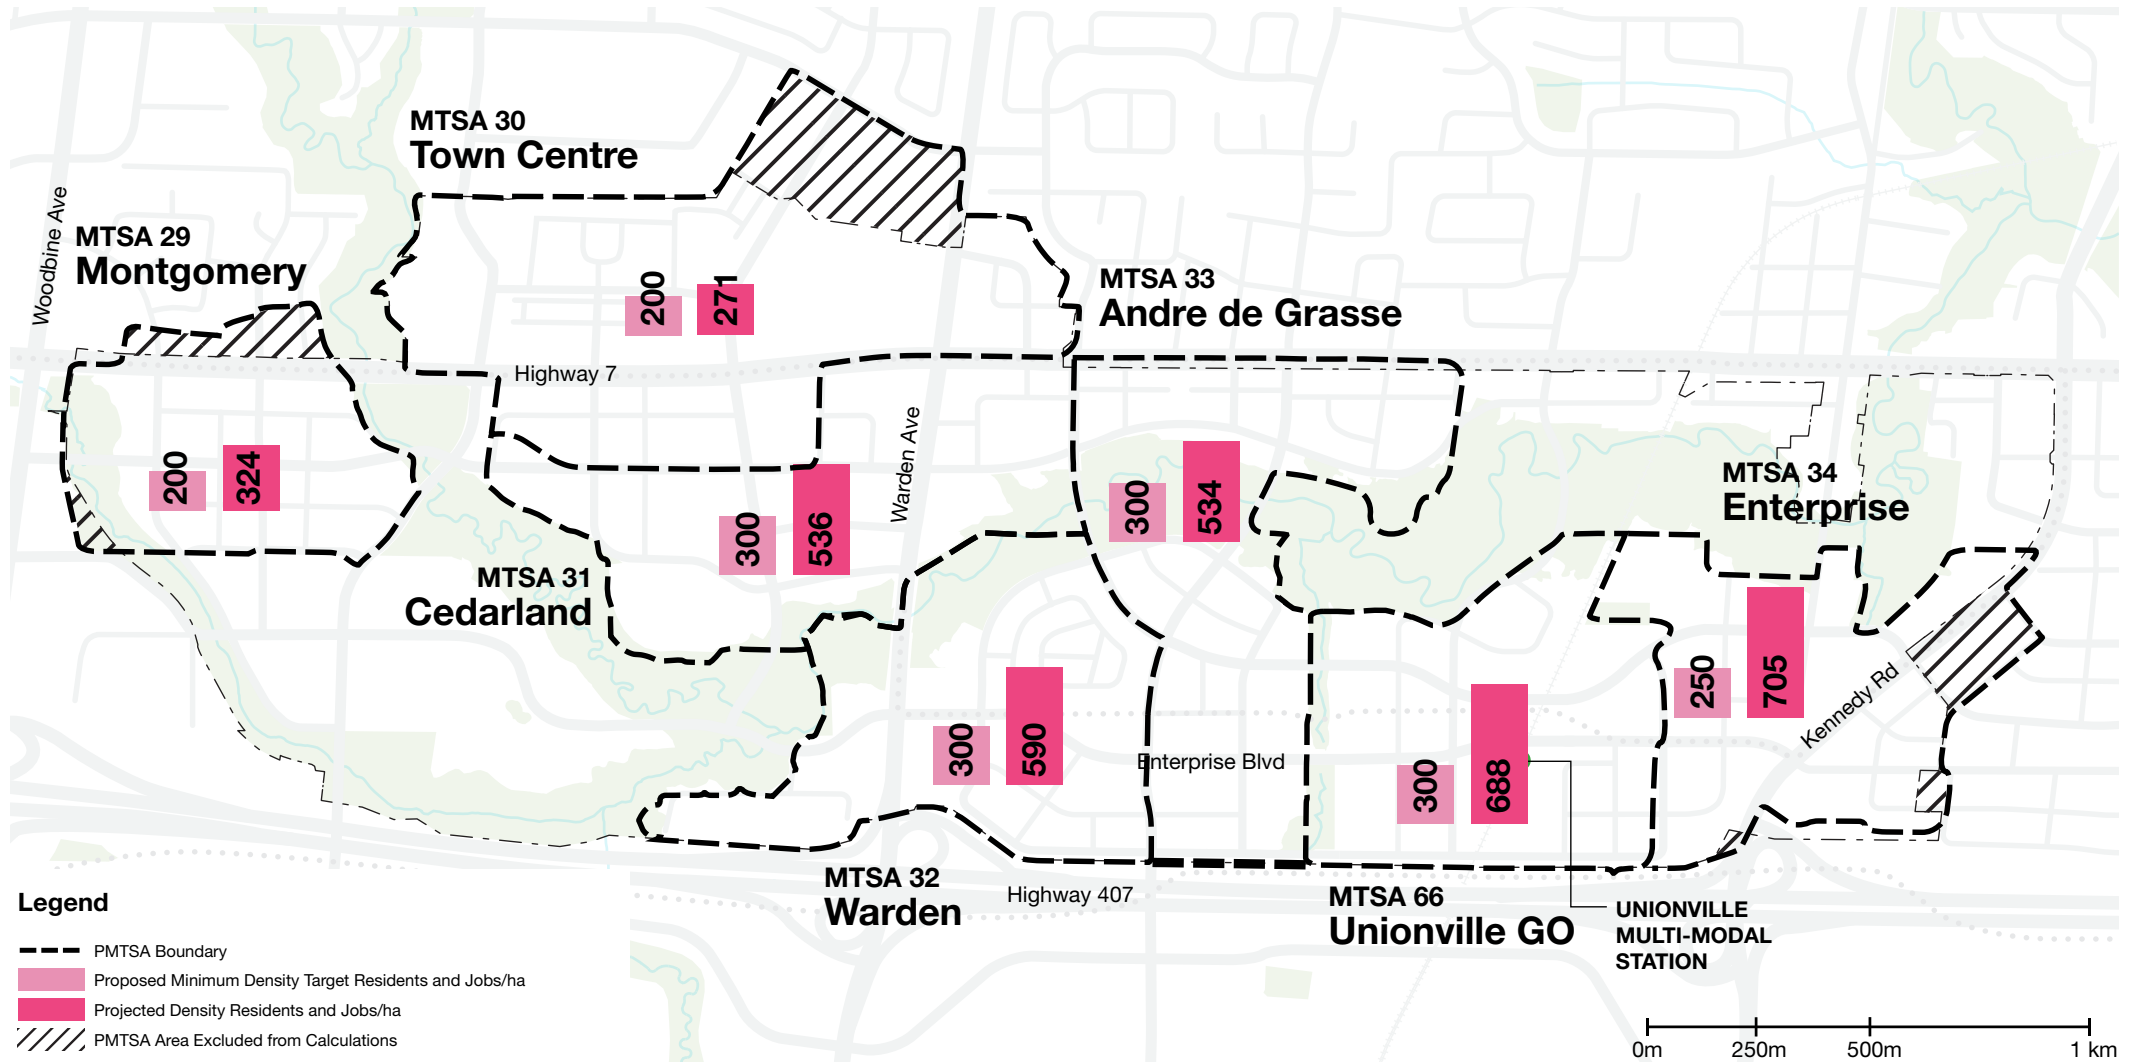 MTSA 30
Town Centre
Woodbine Ave
MTSA 29
Montgomery
200
271
MTSA 33
Andre de Grasse
Highway 7
Warden Ave
200
324
300
536
300
534
MTSA 34
Enterprise
MTSA 31
Cedarland
250
705
Kennedy Rd
300
590
Enterprise Blvd
300
688
MTSA 32
Warden
Highway 407
MTSA 66
Unionville GO
UNIONVILLE
MULTI-MODAL
STATION
Legend
PMTSA Boundary
Proposed Minimum Density Target Residents and Jobs/ha
Projected Density Residents and Jobs/ha
PMTSA Area Excluded from Calculations
0m
250m
500m
1 km